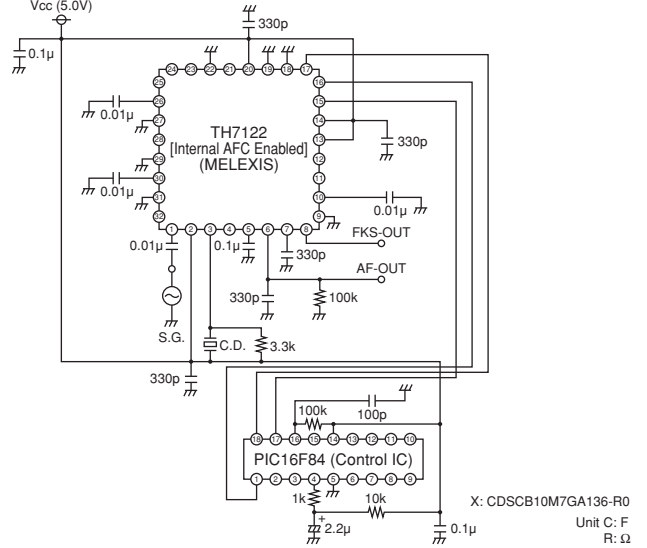 Vcc (5.0V)
330p
0.1µ
24 23 22 21 20 19 18 17
25 16
26 15
0.01µ
27 14
28 13
330p
29 12
30 11
0.01µ
31 10
0.01µ
32 9
TH7122
[Internal AFC Enabled]
(MELEXIS)
1 2 3 4 5 6 7 8
FKS-OUT
0.01µ
0.1µ
330p
AF-OUT
330p
100k
S.G.
C.D.
3.3k
330p
100p
100k
18 17 16 15 14 13 12 11 10
PIC16F84 (Control IC)
1 2 3 4 5 6 7 8 9
1k
10k
+
2.2µ
0.1µ
X: CDSCB10M7GA136-R0
Unit C: F
R: Ω